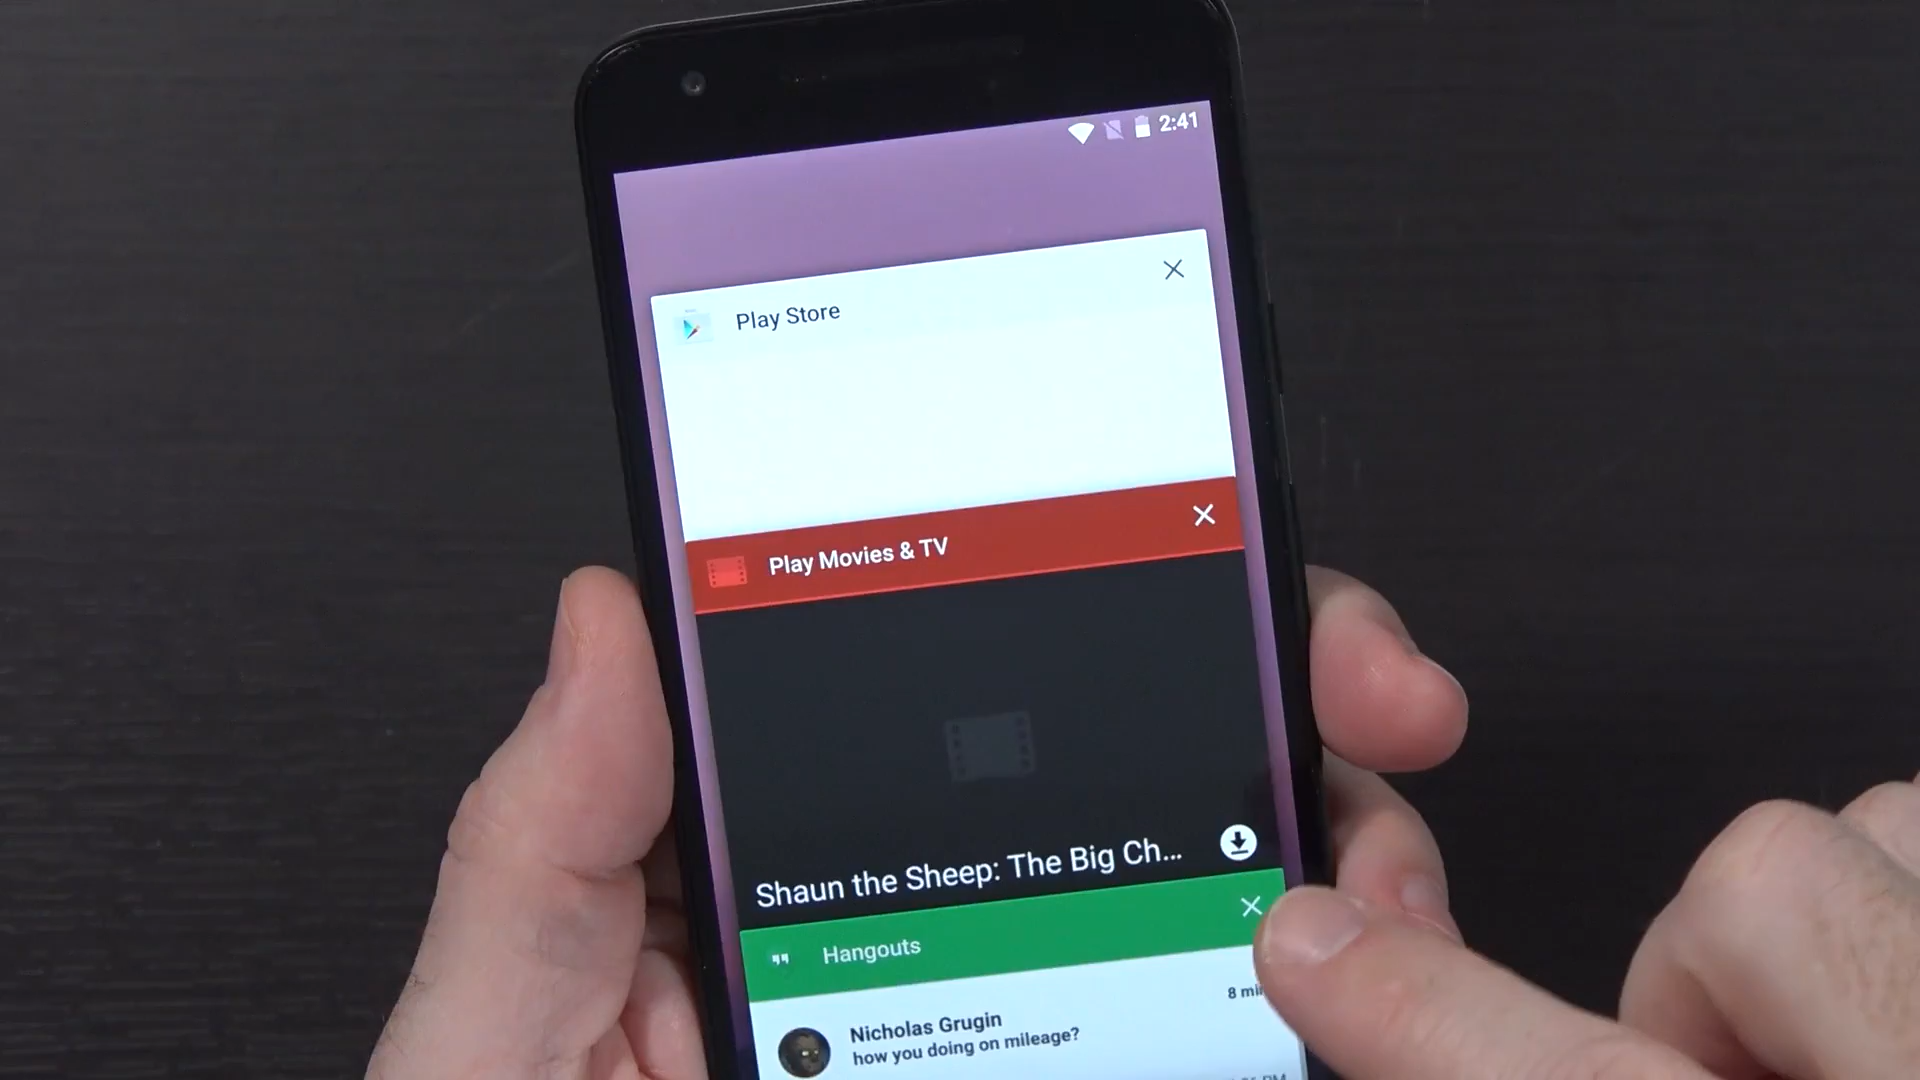 2:41
Play Store
Play Movies & TV
Shaun the Sheep: The Big Ch...
Hangouts
8 mi
Nicholas Grugin
how you doing on mileage?
PM